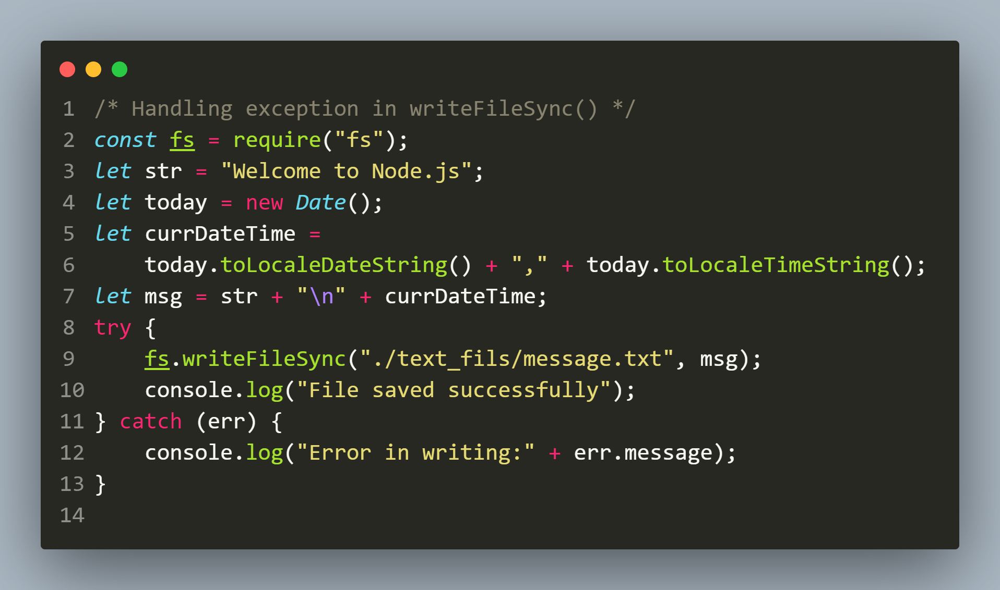 1 /* Handling exception in writeFileSync() */
2 const fs = require("fs");
3 let str = "Welcome to Node.js";
4 let today = new Date();
5 let currDateTime =
6     today.toLocaleDateString() + "," + today.toLocaleTimeString();
7 let msg = str + "\n" + currDateTime;
8 try {
9     fs.writeFileSync("./text_fils/message.txt", msg);
10     console.log("File saved successfully");
11 } catch (err) {
12     console.log("Error in writing:" + err.message);
13 }
14